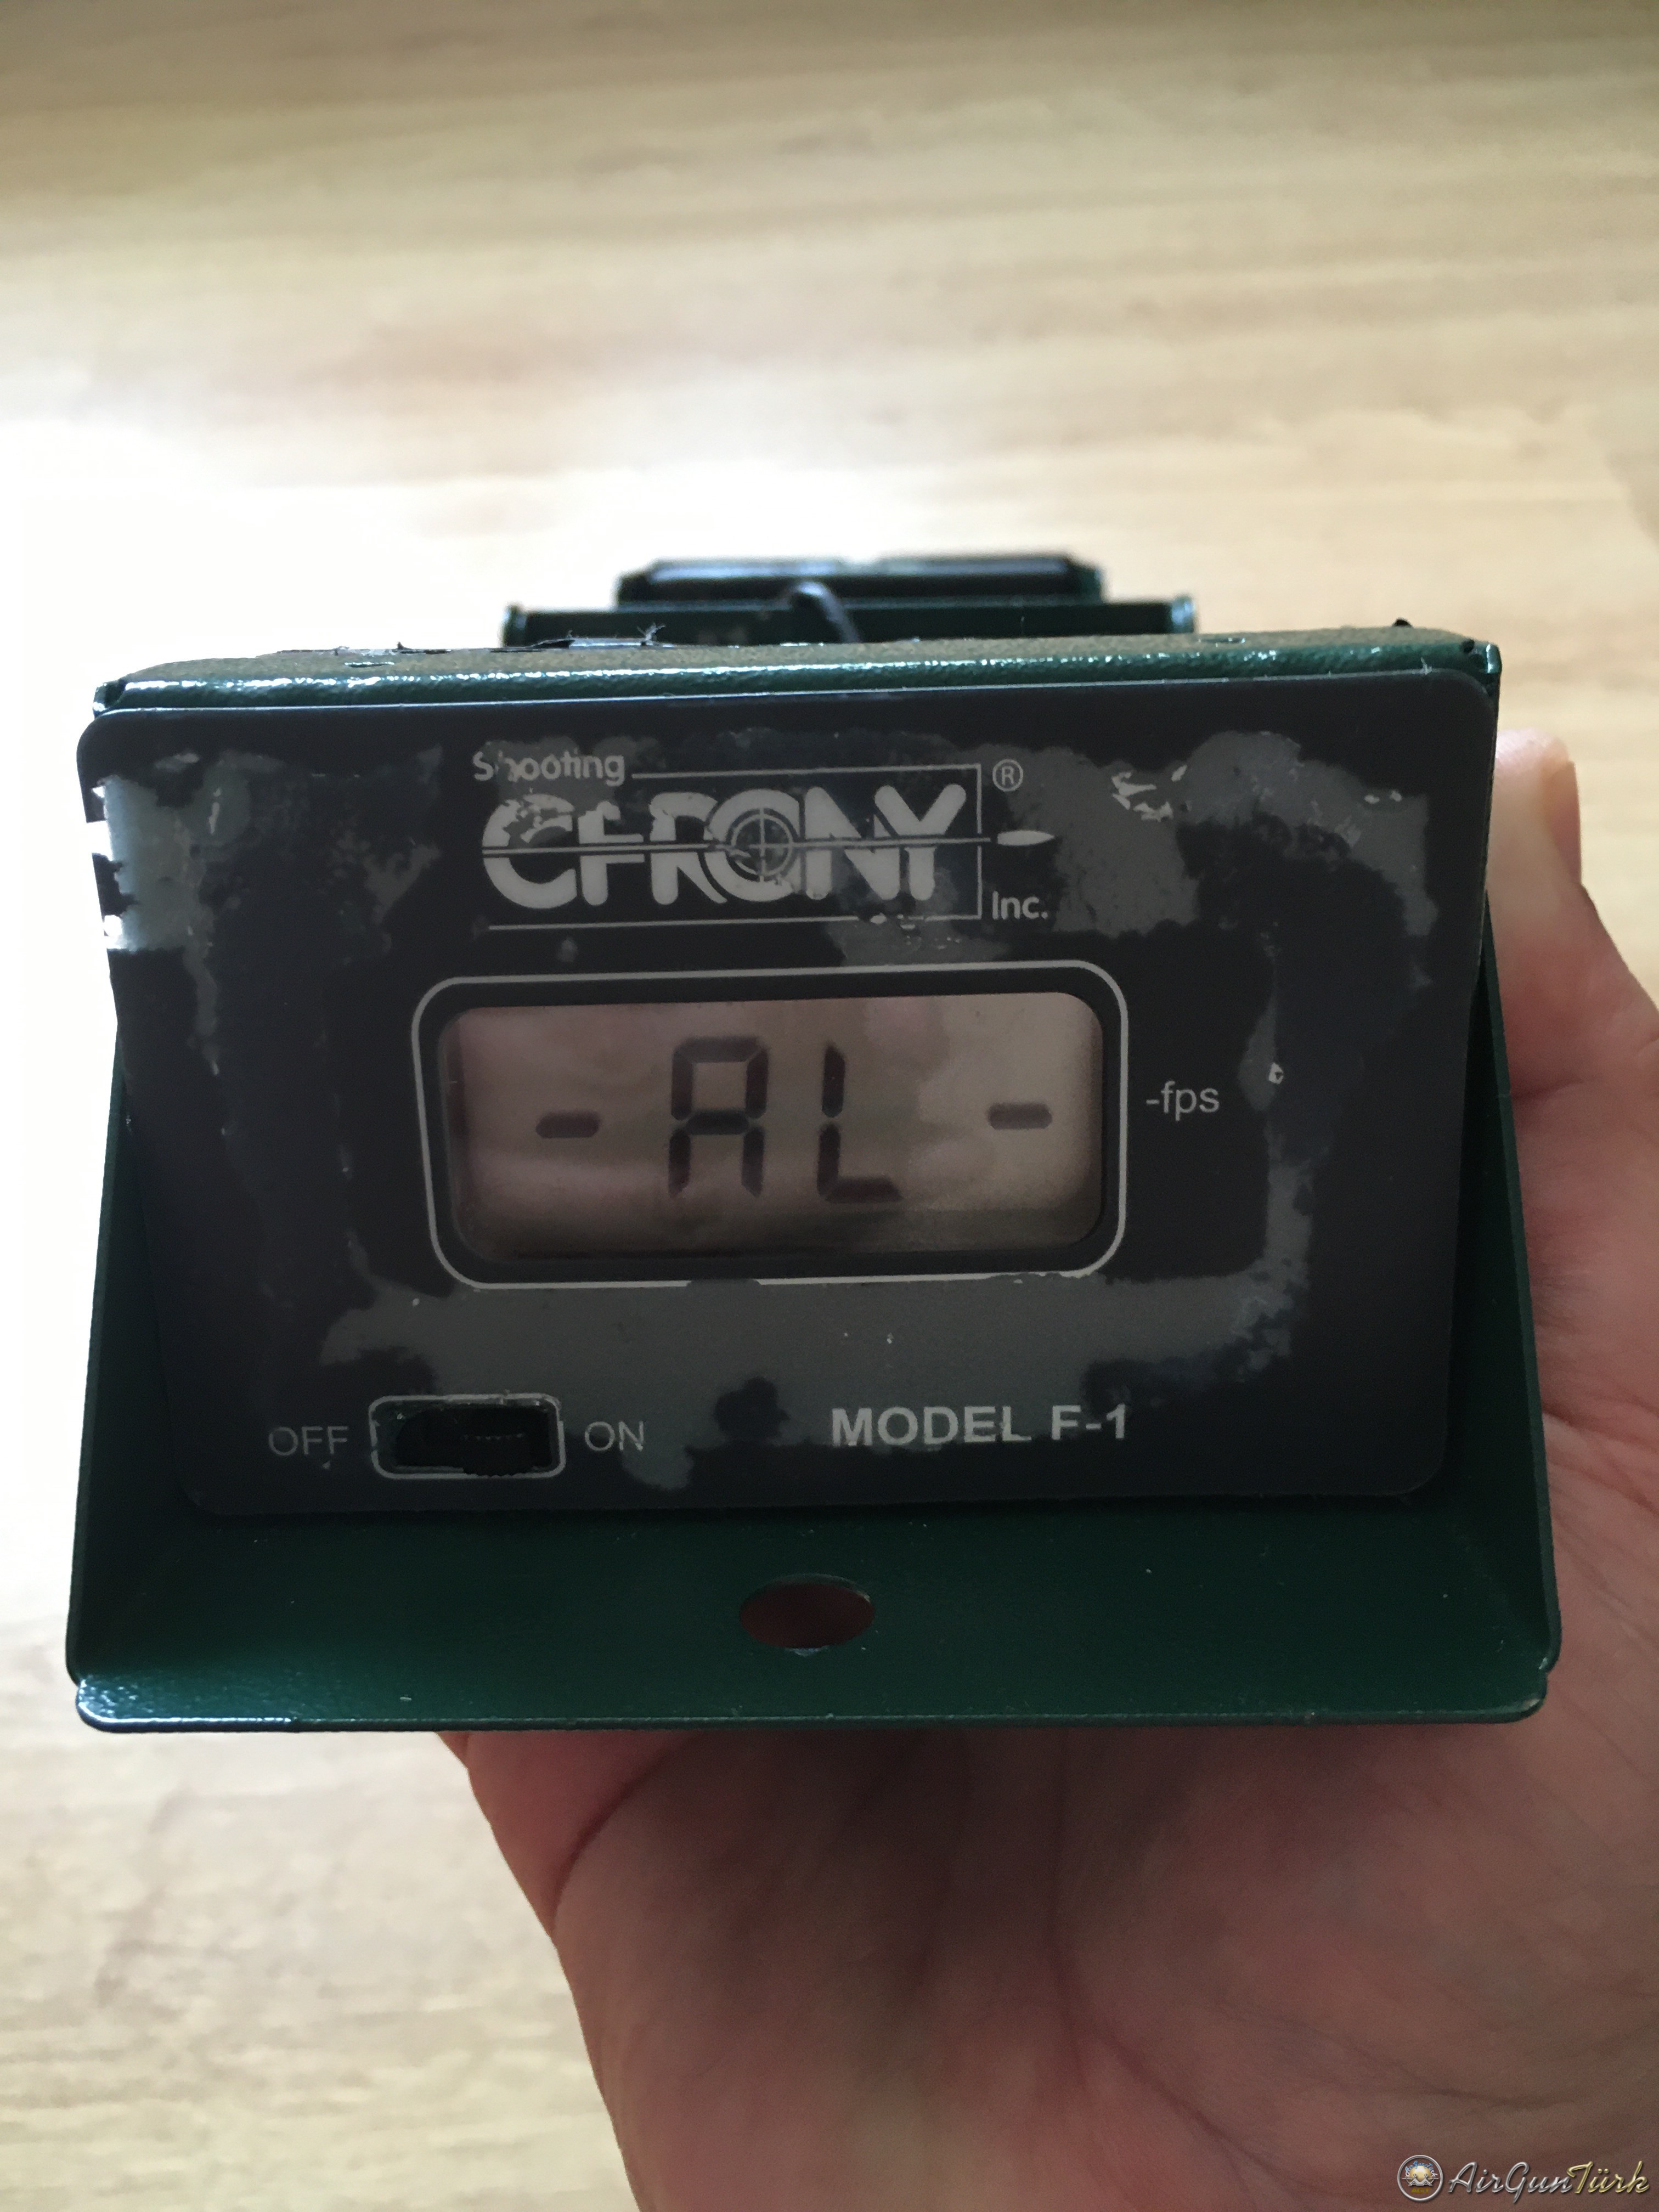 Shooting
CHRONY ®
Inc.
- AL -
-fps
OFF ON
MODEL F-1
AirGunTürk